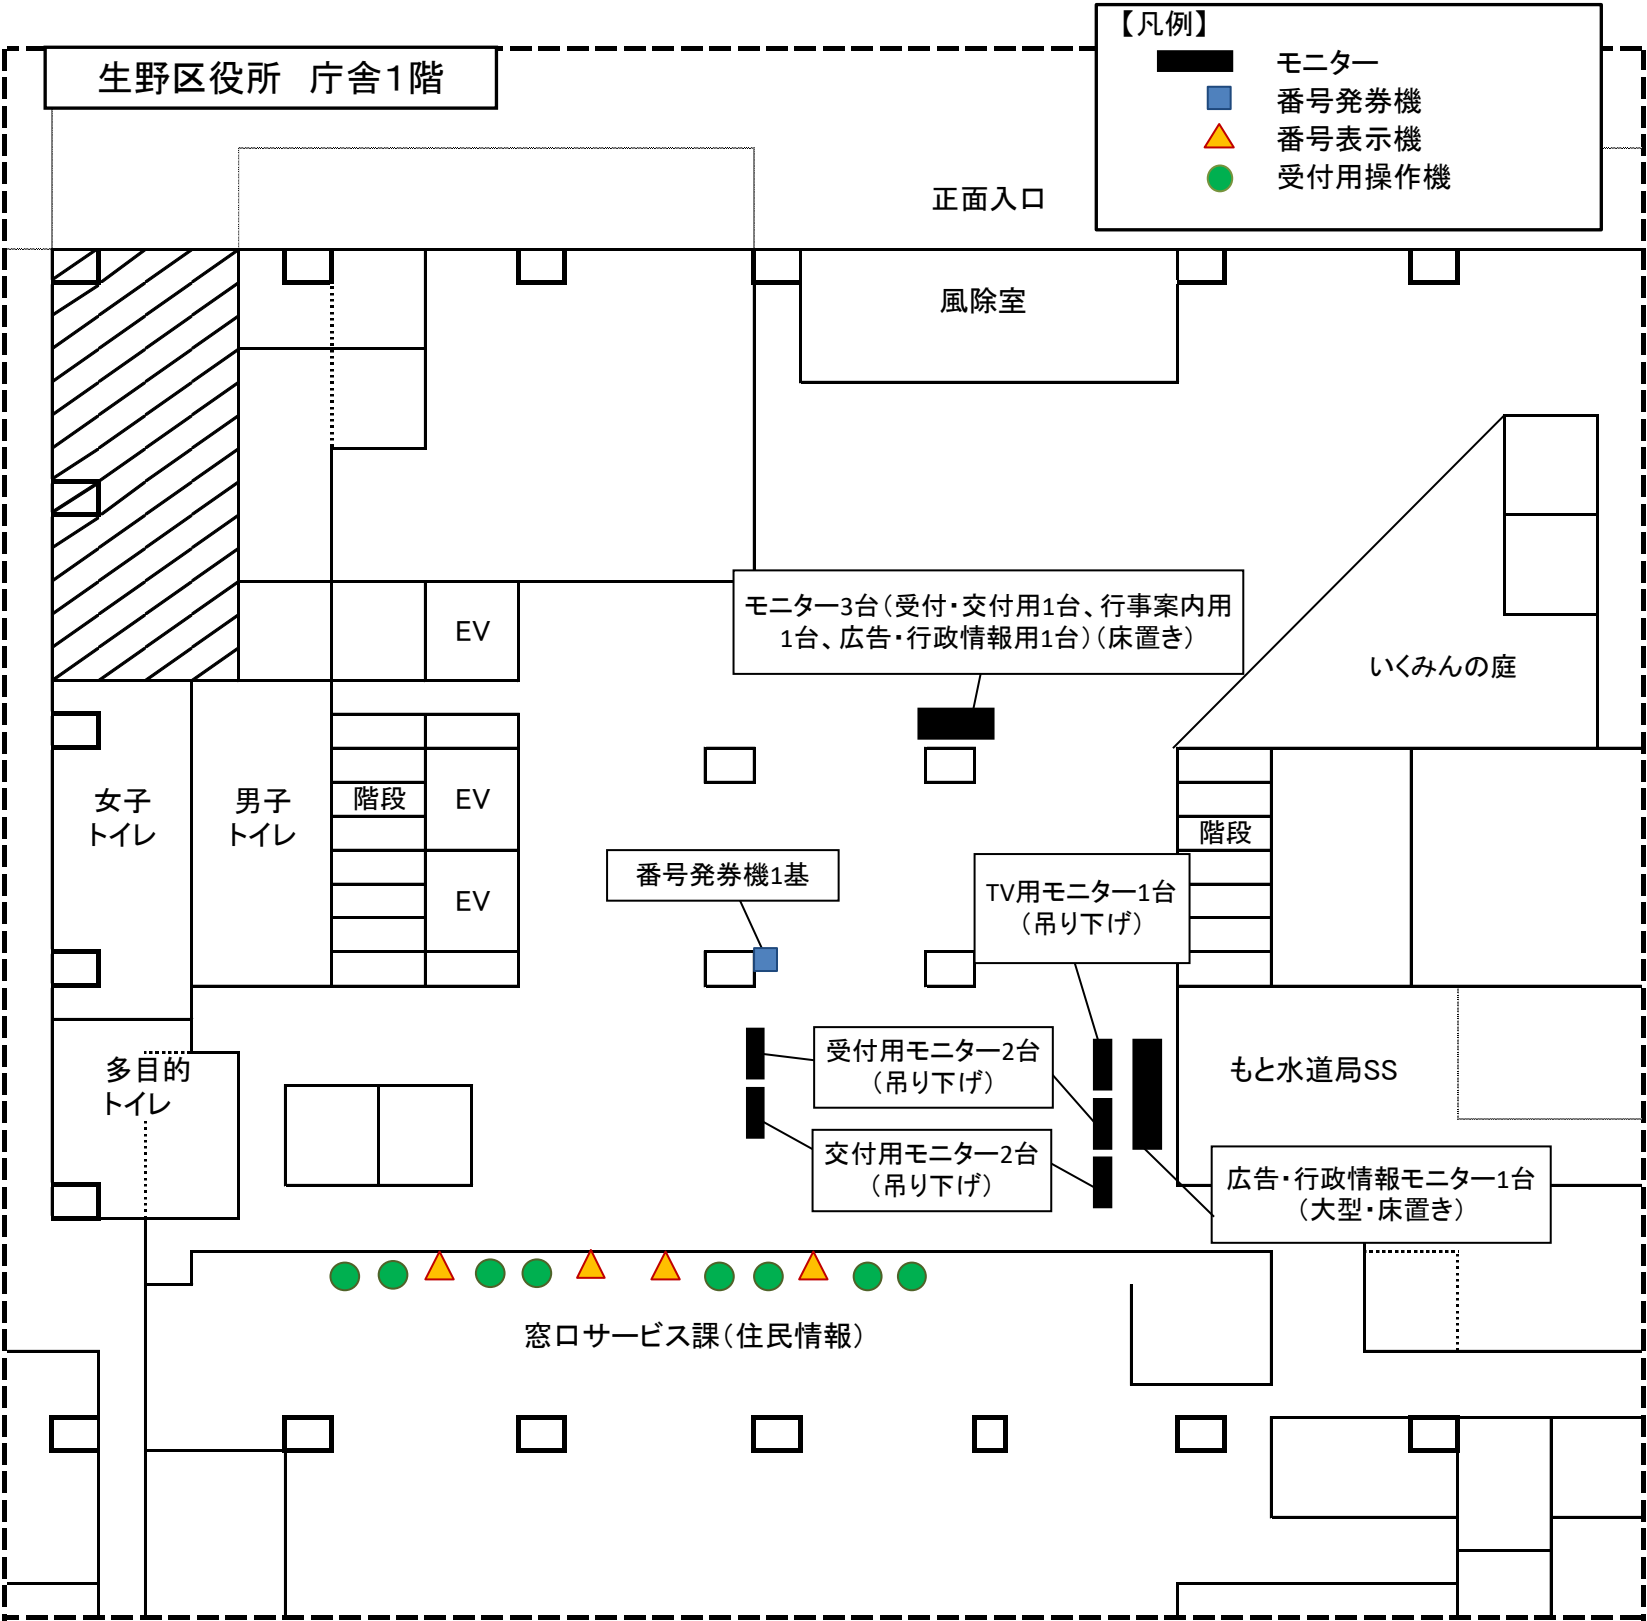 【凡例】
モニター
番号発券機
番号表示機
受付用操作機
生野区役所　庁舎1階
正面入口
風除室
モニター3台（受付・交付用1台、行事案内用
1台、広告・行政情報用1台）（床置き）
EV
いくみんの庭
女子
トイレ
男子
トイレ
階段
EV
階段
番号発券機1基
TV用モニター1台
（吊り下げ）
EV
多目的
トイレ
受付用モニター2台
（吊り下げ）
もと水道局SS
交付用モニター2台
（吊り下げ）
広告・行政情報モニター1台
（大型・床置き）
窓口サービス課（住民情報）